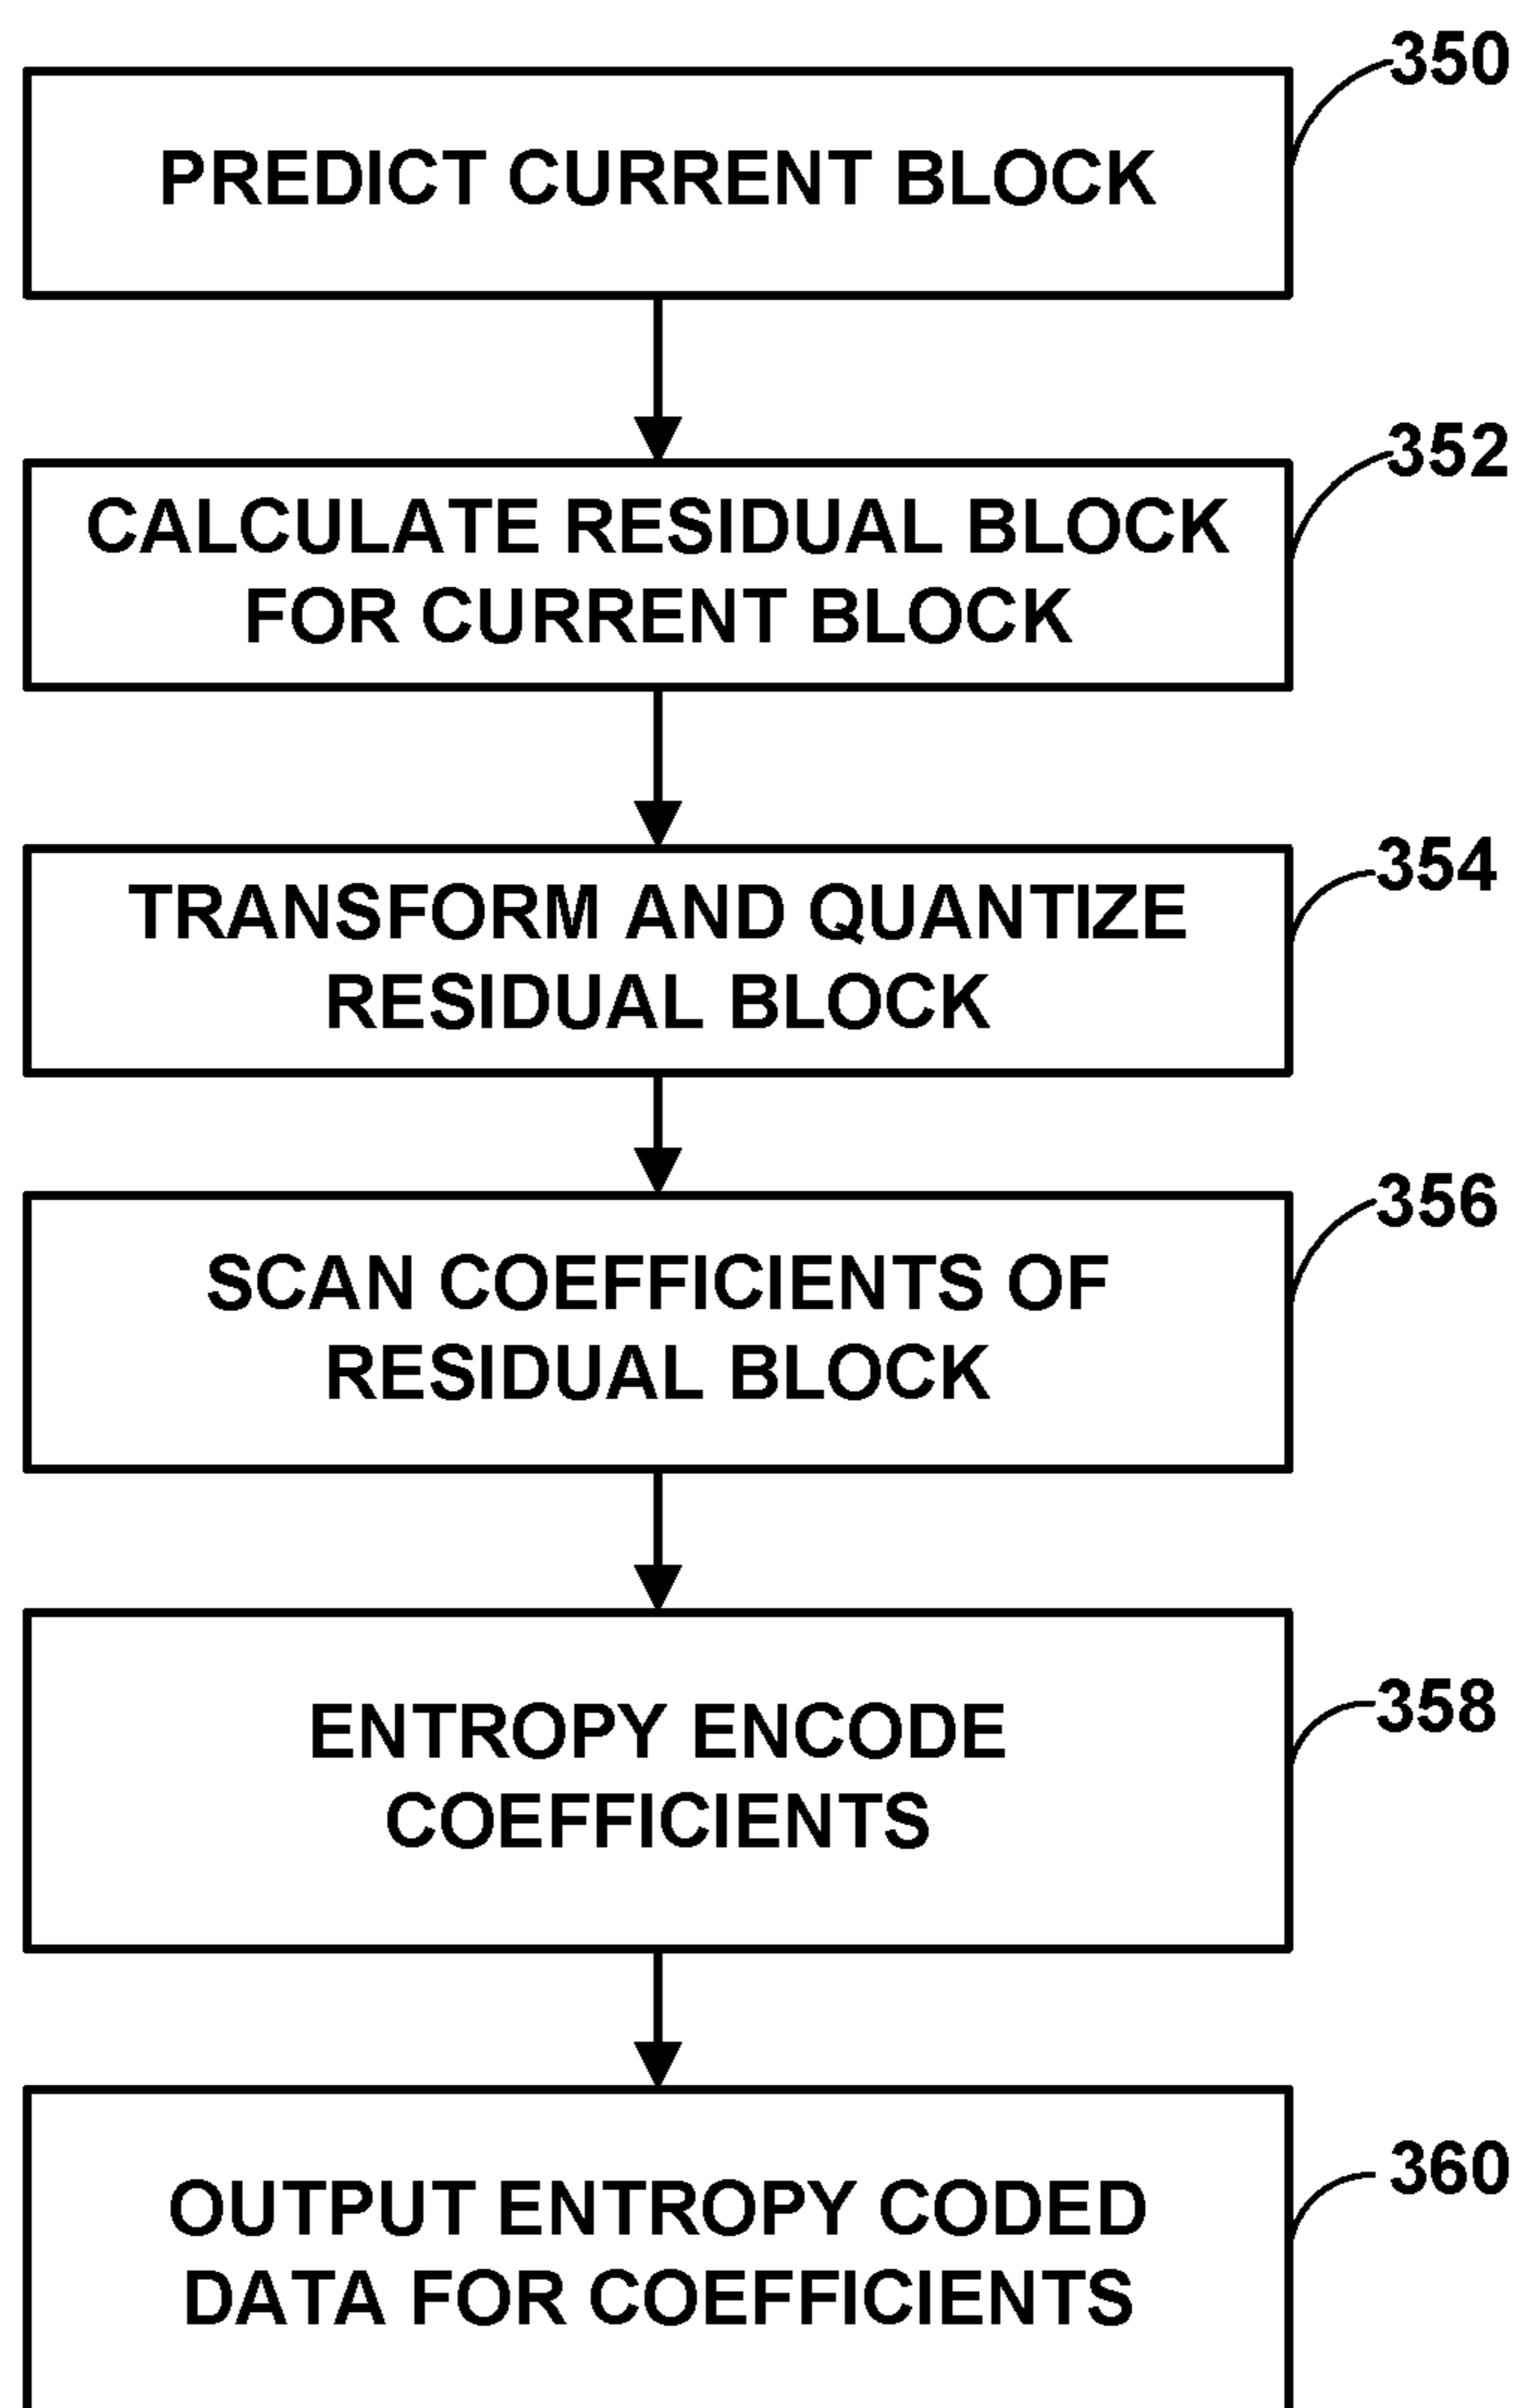 350
PREDICT CURRENT BLOCK
352
CALCULATE RESIDUAL BLOCK
FOR CURRENT BLOCK
354
TRANSFORM AND QUANTIZE
RESIDUAL BLOCK
356
SCAN COEFFICIENTS OF
RESIDUAL BLOCK
358
ENTROPY ENCODE
COEFFICIENTS
360
OUTPUT ENTROPY CODED
DATA FOR COEFFICIENTS